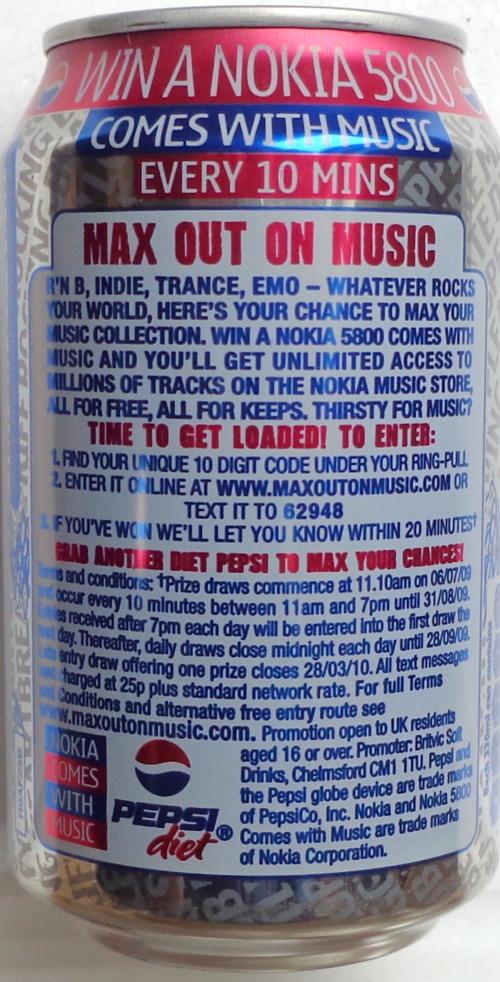 WIN A NOKIA 5800
COMES WITH MUSIC
EVERY 10 MINS
MAX OUT ON MUSIC
R'N B, INDIE, TRANCE, EMO – WHATEVER ROCKS
YOUR WORLD, HERE'S YOUR CHANCE TO MAX YOUR
MUSIC COLLECTION. WIN A NOKIA 5800 COMES WITH
MUSIC AND YOU'LL GET UNLIMITED ACCESS TO
MILLIONS OF TRACKS ON THE NOKIA MUSIC STORE,
ALL FOR FREE, ALL FOR KEEPS. THIRSTY FOR MUSIC?
TIME TO GET LOADED! TO ENTER:
1. FIND YOUR UNIQUE 10 DIGIT CODE UNDER YOUR RING-PULL
2. ENTER IT ONLINE AT WWW.MAXOUTONMUSIC.COM OR
TEXT IT TO 62948
3. IF YOU'VE WON WE'LL LET YOU KNOW WITHIN 20 MINUTES†
GRAB ANOTHER DIET PEPSI TO MAX YOUR CHANCES!
Terms and conditions: †Prize draws commence at 11.10am on 06/07/09
and occur every 10 minutes between 11am and 7pm until 31/08/09.
Entries received after 7pm each day will be entered into the first draw the
next day. Thereafter, daily draws close midnight each day until 28/09/09.
Late entry draw offering one prize closes 28/03/10. All text messages
charged at 25p plus standard network rate. For full Terms
and Conditions and alternative free entry route see
www.maxoutonmusic.com. Promotion open to UK residents
aged 16 or over. Promoter: Britvic Soft
Drinks, Chelmsford CM1 1TU. Pepsi and
the Pepsi globe device are trade marks
of PepsiCo, Inc. Nokia and Nokia 5800
Comes with Music are trade marks
of Nokia Corporation.
NOKIA
COMES
WITH
MUSIC
PEPSI®
diet